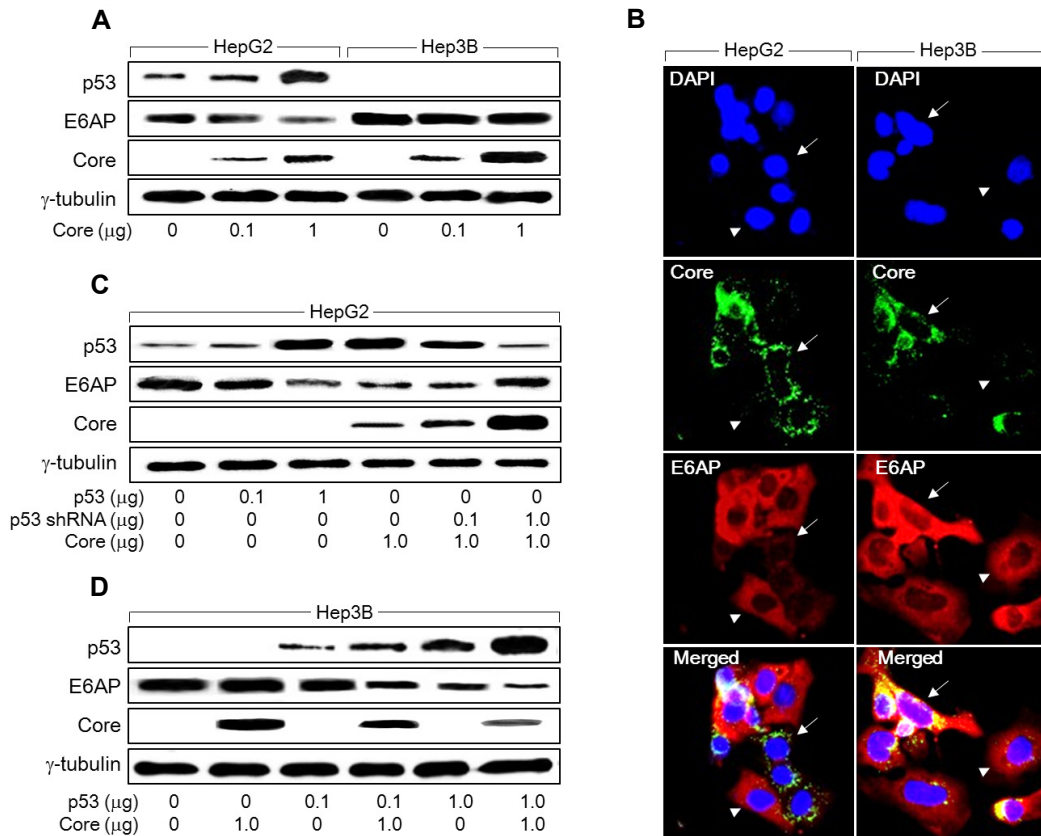 A
HepG2 Hep3B
p53
E6AP
Core
γ-tubulin
Core (μg) 0 0.1 1 0 0.1 1
B
HepG2 Hep3B
DAPI DAPI
Core Core
E6AP E6AP
Merged Merged
C
HepG2
p53
E6AP
Core
γ-tubulin
p53 (μg) 0 0.1 1 0 0 0
p53 shRNA (μg) 0 0 0 0 0.1 1.0
Core (μg) 0 0 0 1.0 1.0 1.0
D
Hep3B
p53
E6AP
Core
γ-tubulin
p53 (μg) 0 0 0.1 0.1 1.0 1.0
Core (μg) 0 1.0 0 1.0 0 1.0